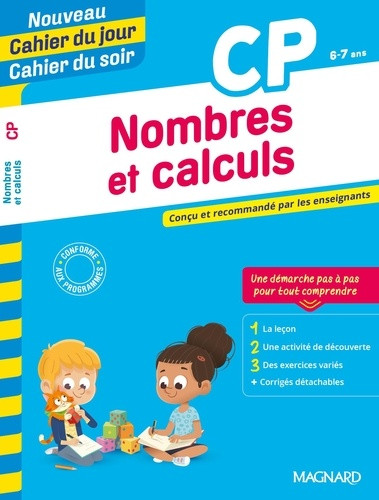 Nouveau
Cahier du jour
Cahier du soir
CP
6-7 ans
Nombres
et calculs
Conçu et recommandé par les enseignants
CONFORME
AUX PROGRAMMES
Une démarche pas à pas
pour tout comprendre
1 La leçon
2 Une activité de découverte
3 Des exercices variés
+ Corrigés détachables
MAGNARD
CP
Nombres
et calculs